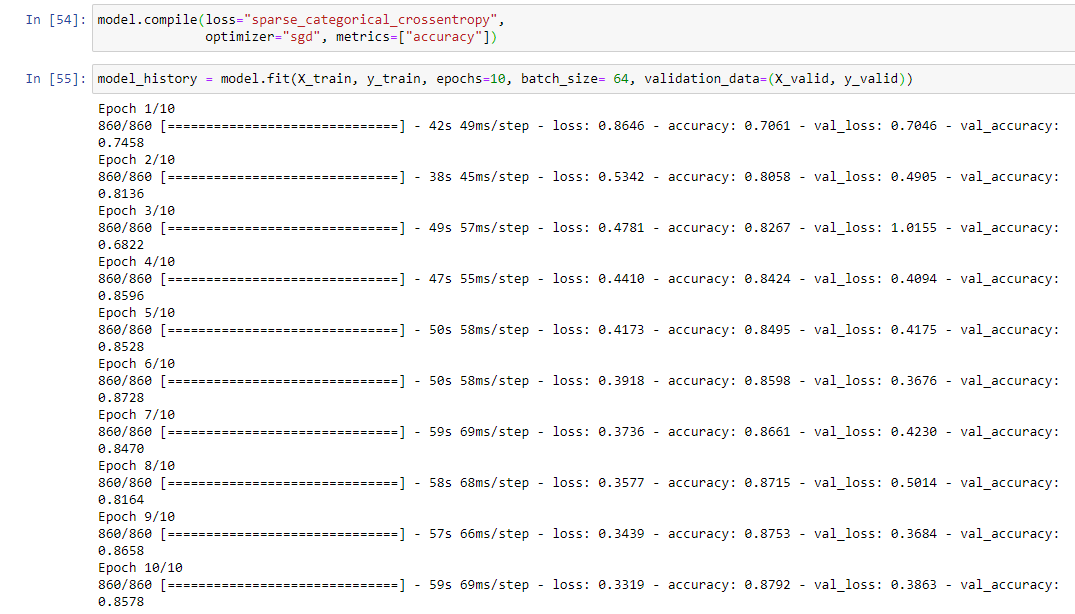 In [54]: model.compile(loss="sparse_categorical_crossentropy",
optimizer="sgd", metrics=["accuracy"])
In [55]: model_history = model.fit(X_train, y_train, epochs=10, batch_size= 64, validation_data=(X_valid, y_valid))
Epoch 1/10
860/860 [==============================] - 42s 49ms/step - loss: 0.8646 - accuracy: 0.7061 - val_loss: 0.7046 - val_accuracy:
0.7458
Epoch 2/10
860/860 [==============================] - 38s 45ms/step - loss: 0.5342 - accuracy: 0.8058 - val_loss: 0.4905 - val_accuracy:
0.8136
Epoch 3/10
860/860 [==============================] - 49s 57ms/step - loss: 0.4781 - accuracy: 0.8267 - val_loss: 1.0155 - val_accuracy:
0.6822
Epoch 4/10
860/860 [==============================] - 47s 55ms/step - loss: 0.4410 - accuracy: 0.8424 - val_loss: 0.4094 - val_accuracy:
0.8596
Epoch 5/10
860/860 [==============================] - 50s 58ms/step - loss: 0.4173 - accuracy: 0.8495 - val_loss: 0.4175 - val_accuracy:
0.8528
Epoch 6/10
860/860 [==============================] - 50s 58ms/step - loss: 0.3918 - accuracy: 0.8598 - val_loss: 0.3676 - val_accuracy:
0.8728
Epoch 7/10
860/860 [==============================] - 59s 69ms/step - loss: 0.3736 - accuracy: 0.8661 - val_loss: 0.4230 - val_accuracy:
0.8470
Epoch 8/10
860/860 [==============================] - 58s 68ms/step - loss: 0.3577 - accuracy: 0.8715 - val_loss: 0.5014 - val_accuracy:
0.8164
Epoch 9/10
860/860 [==============================] - 57s 66ms/step - loss: 0.3439 - accuracy: 0.8753 - val_loss: 0.3684 - val_accuracy:
0.8658
Epoch 10/10
860/860 [==============================] - 59s 69ms/step - loss: 0.3319 - accuracy: 0.8792 - val_loss: 0.3863 - val_accuracy:
0.8578